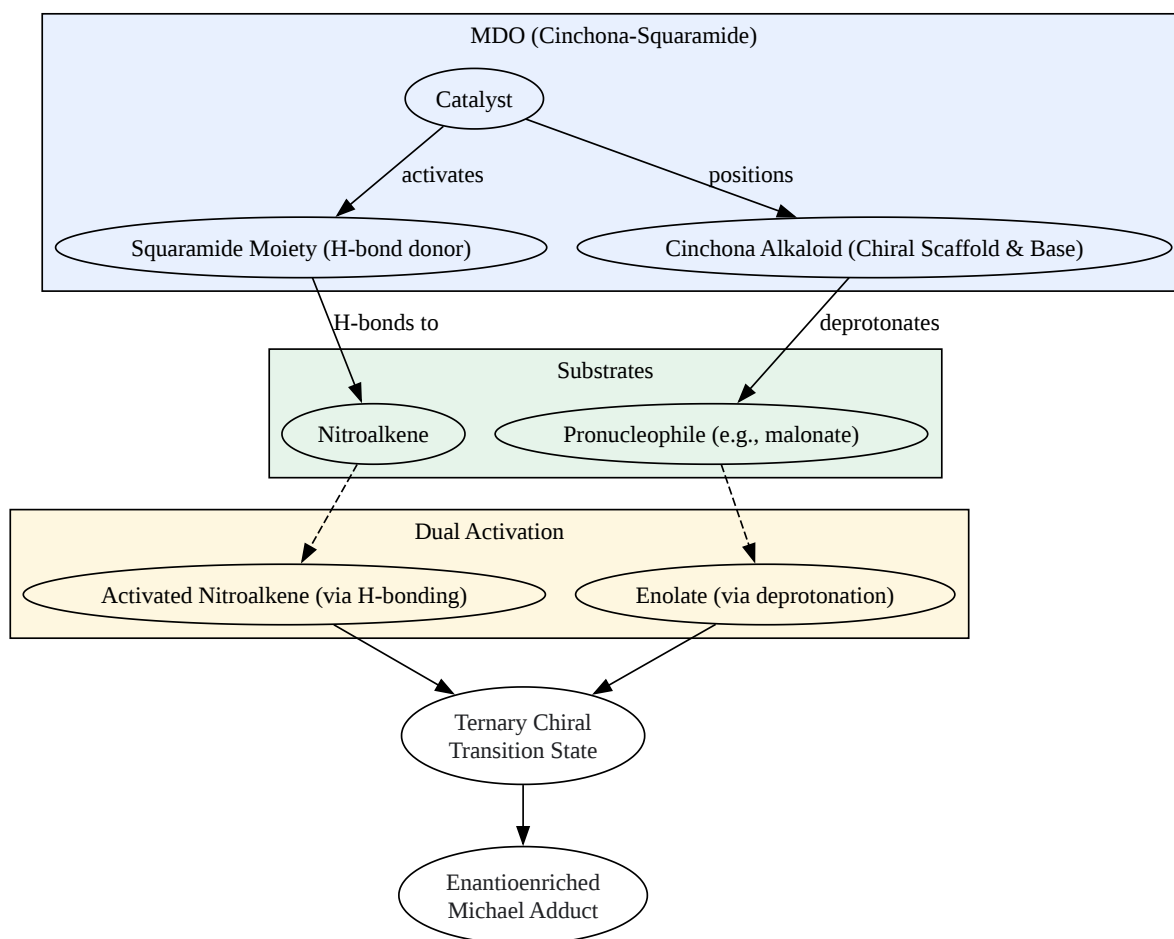 MDO (Cinchona-Squaramide)
Catalyst
activates
positions
Squaramide Moiety (H-bond donor)
Cinchona Alkaloid (Chiral Scaffold & Base)
H-bonds to
deprotonates
Substrates
Nitroalkene
Pronucleophile (e.g., malonate)
Dual Activation
Activated Nitroalkene (via H-bonding)
Enolate (via deprotonation)
Ternary Chiral
Transition State
Enantioenriched
Michael Adduct